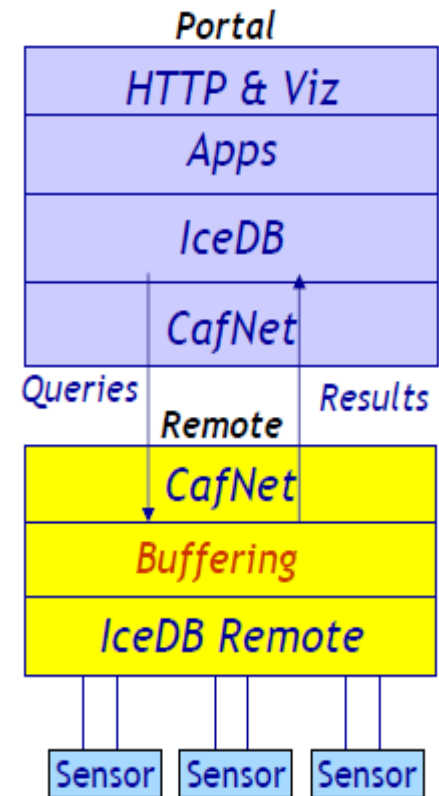 Portal
HTTP & Viz
Apps
IceDB
CafNet
Queries
Results
Remote
CafNet
Buffering
IceDB Remote
Sensor Sensor Sensor